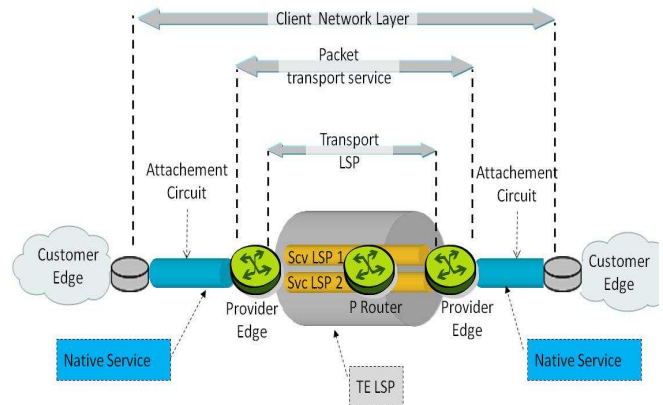 Client Network Layer
Packet
transport service
Transport
LSP
Attachement
Circuit
Attachement
Circuit
Customer
Edge
Scv LSP 1
Svc LSP 2
P Router
Provider
Edge
Provider
Edge
Customer
Edge
Native Service
TE LSP
Native Service